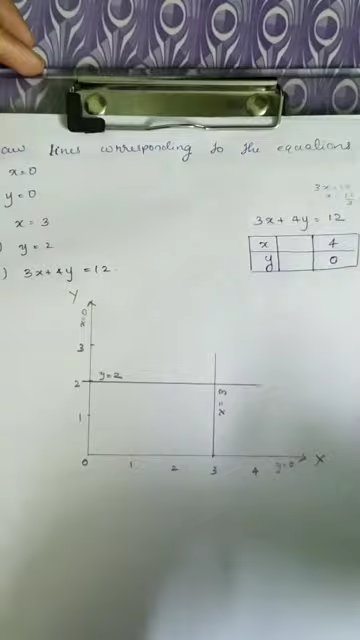 aw lines corresponding to the equations
x=0
y=0
x=3
) y=2
) 3x+4y=12.
3x+4y=12
x 4
y 0
Y
x=0
3
y=2
2
x=3
1
0 1 2 3 4 y=0 X